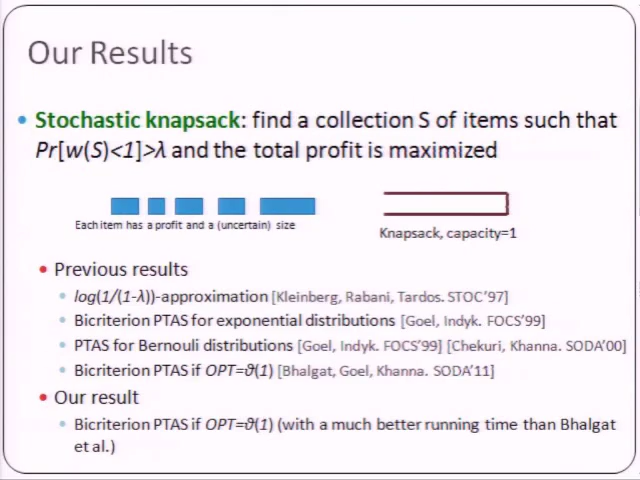 Our Results
Stochastic knapsack: find a collection S of items such that
Pr[w(S)<1]>λ and the total profit is maximized
Each item has a profit and a (uncertain) size
Knapsack, capacity=1
Previous results
log(1/(1-λ))-approximation [Kleinberg, Rabani, Tardos. STOC'97]
Bicriterion PTAS for exponential distributions [Goel, Indyk. FOCS'99]
PTAS for Bernouli distributions [Goel, Indyk. FOCS'99] [Chekuri, Khanna. SODA'00]
Bicriterion PTAS if OPT=ϑ(1) [Bhalgat, Goel, Khanna. SODA'11]
Our result
Bicriterion PTAS if OPT=ϑ(1) (with a much better running time than Bhalgat
et al.)